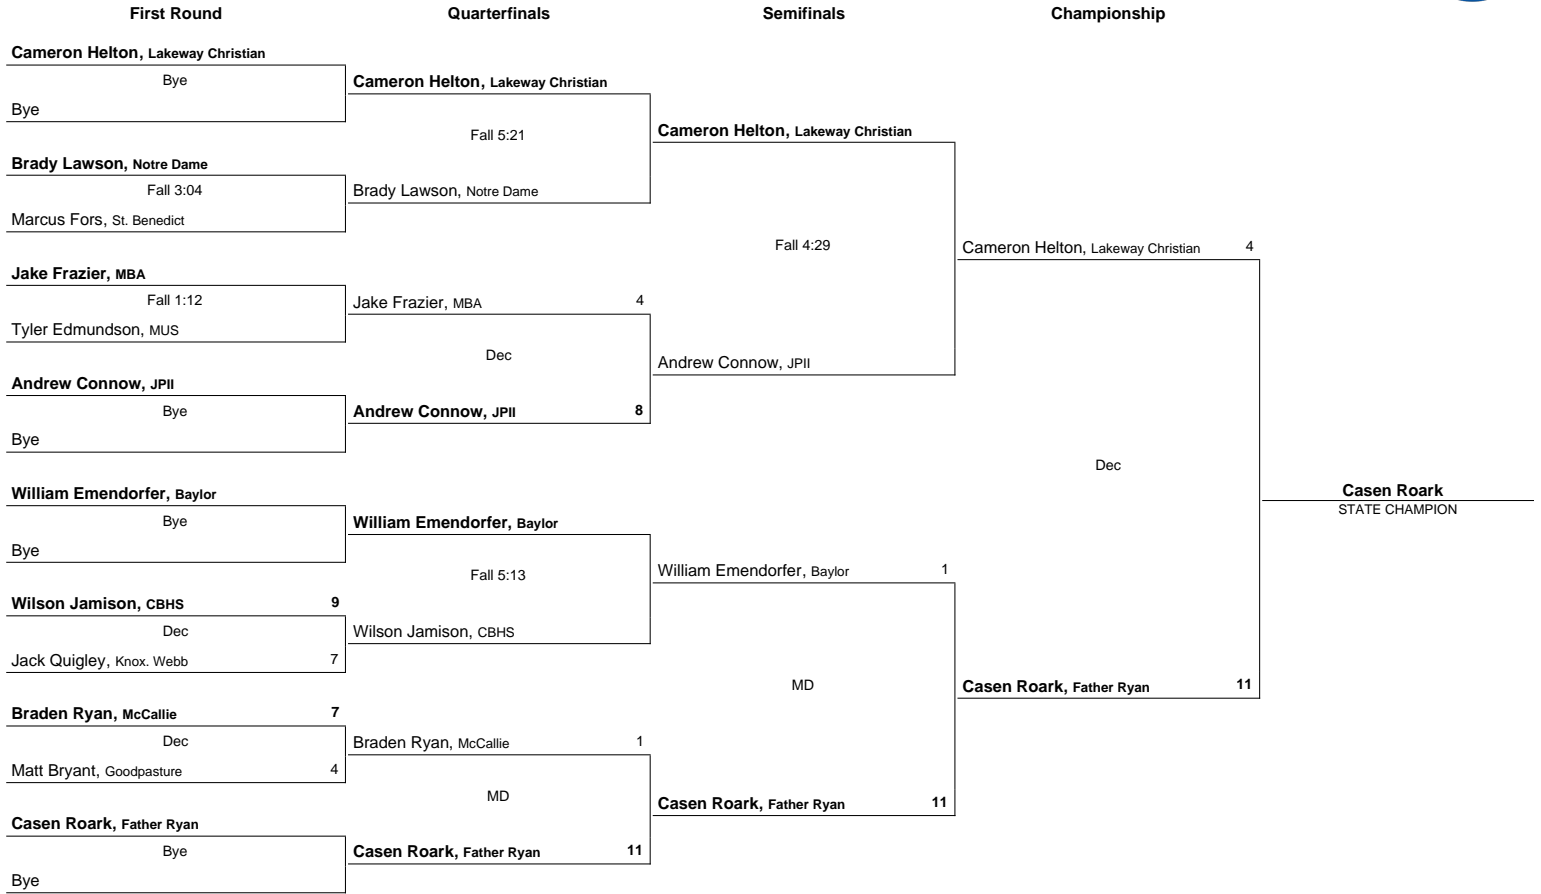 First Round Quarterfinals Semifinals Championship
Cameron Helton, Lakeway Christian
Bye
Bye
Brady Lawson, Notre Dame
Fall 3:04
Marcus Fors, St. Benedict
Jake Frazier, MBA
Fall 1:12
Tyler Edmundson, MUS
Andrew Connow, JPII
Bye
Bye
William Emendorfer, Baylor
Bye
Bye
Wilson Jamison, CBHS 9
Dec
Jack Quigley, Knox. Webb 7
Braden Ryan, McCallie 7
Dec
Matt Bryant, Goodpasture 4
Casen Roark, Father Ryan
Bye
Bye
Cameron Helton, Lakeway Christian
Fall 5:21
Brady Lawson, Notre Dame
Jake Frazier, MBA 4
Dec
Andrew Connow, JPII 8
William Emendorfer, Baylor
Fall 5:13
Wilson Jamison, CBHS
Braden Ryan, McCallie 1
MD
Casen Roark, Father Ryan 11
Cameron Helton, Lakeway Christian
Fall 4:29
Andrew Connow, JPII
William Emendorfer, Baylor 1
MD
Casen Roark, Father Ryan 11
Cameron Helton, Lakeway Christian 4
Dec
Casen Roark, Father Ryan 11
Casen Roark
STATE CHAMPION